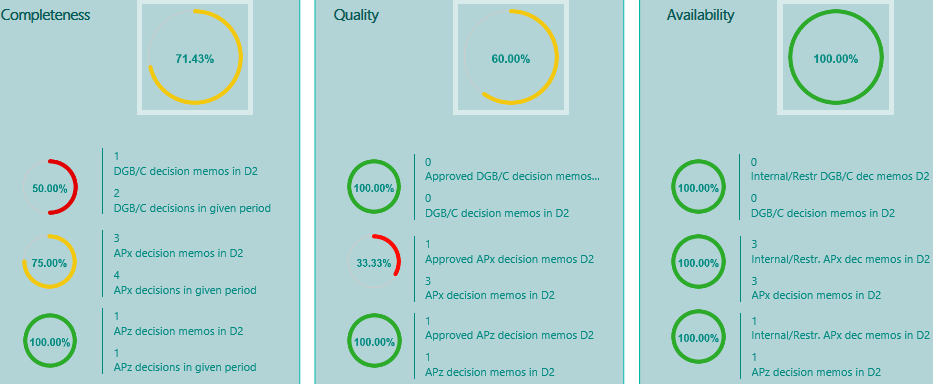 Completeness
71.43%
50.00%
1
DGB/C decision memos in D2
2
DGB/C decisions in given period
75.00%
3
APx decision memos in D2
4
APx decisions in given period
100.00%
1
APz decision memos in D2
1
APz decisions in given period
Quality
60.00%
100.00%
0
Approved DGB/C decision memos...
0
DGB/C decision memos in D2
33.33%
1
Approved APx decision memos D2
3
APx decision memos in D2
100.00%
1
Approved APz decision memos D2
1
APz decision memos in D2
Availability
100.00%
100.00%
0
Internal/Restr DGB/C dec memos D2
0
DGB/C decision memos in D2
100.00%
3
Internal/Restr. APx dec memos in D2
3
APx decision memos in D2
100.00%
1
Internal/Restr. APx dec memos in D2
1
APz decision memos in D2